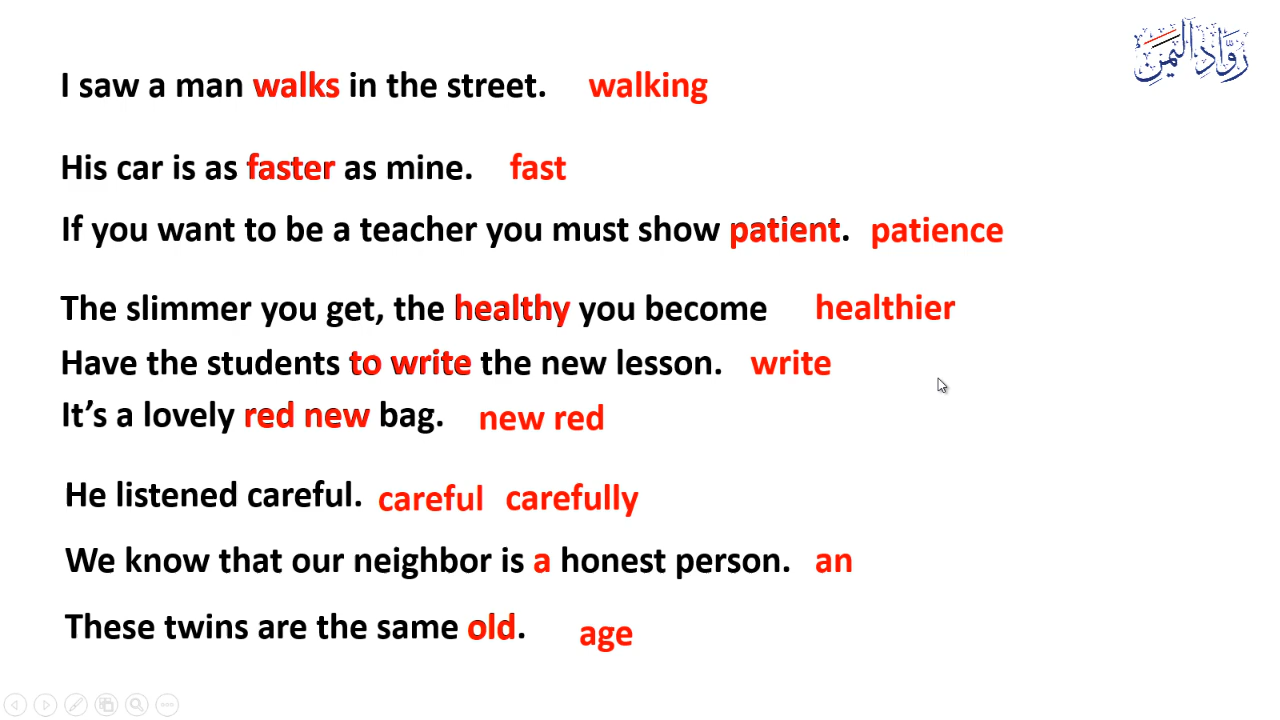 رُوَّاد اليَمَن
I saw a man walks in the street. walking
His car is as faster as mine. fast
If you want to be a teacher you must show patient. patience
The slimmer you get, the healthy you become healthier
Have the students to write the new lesson. write
It’s a lovely red new bag. new red
He listened careful. careful carefully
We know that our neighbor is a honest person. an
These twins are the same old. age